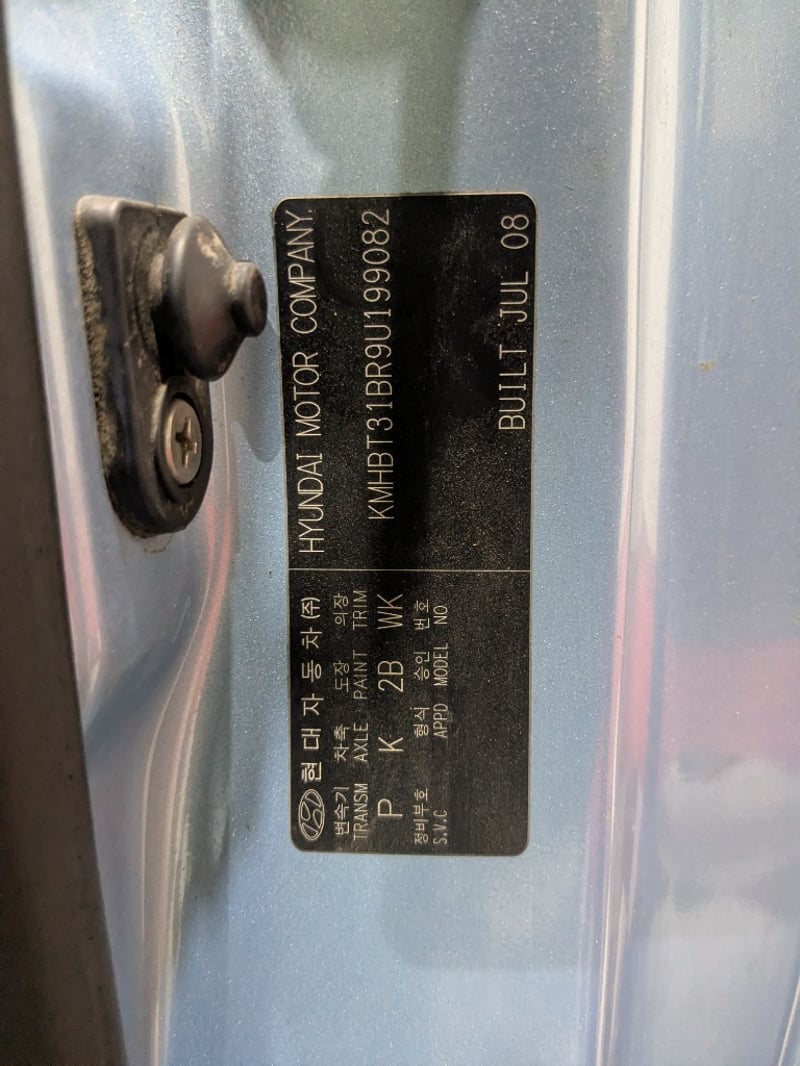 현대자동차(주) HYUNDAI MOTOR COMPANY.
변속기 차축 도장 의장
TRANSM AXLE PAINT TRIM
P K 2B WK KMHBT31BR9U199082
정비부호 형식 승인 번호
S.V.C APPD MODEL NO
BUILT JUL 08